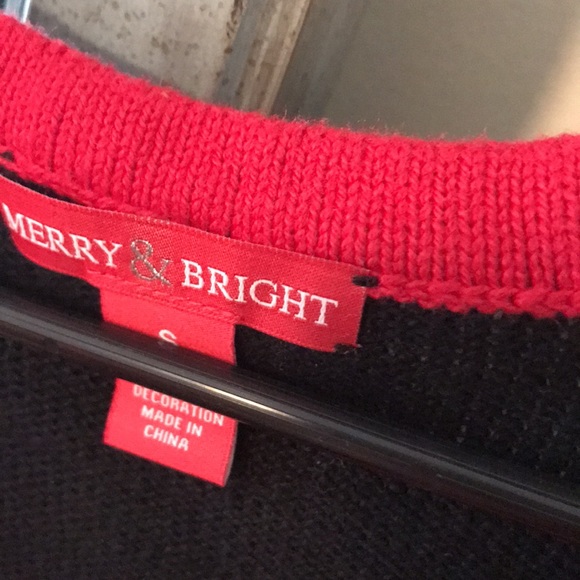 MERRY & BRIGHT
S
DECORATION
MADE IN
CHINA